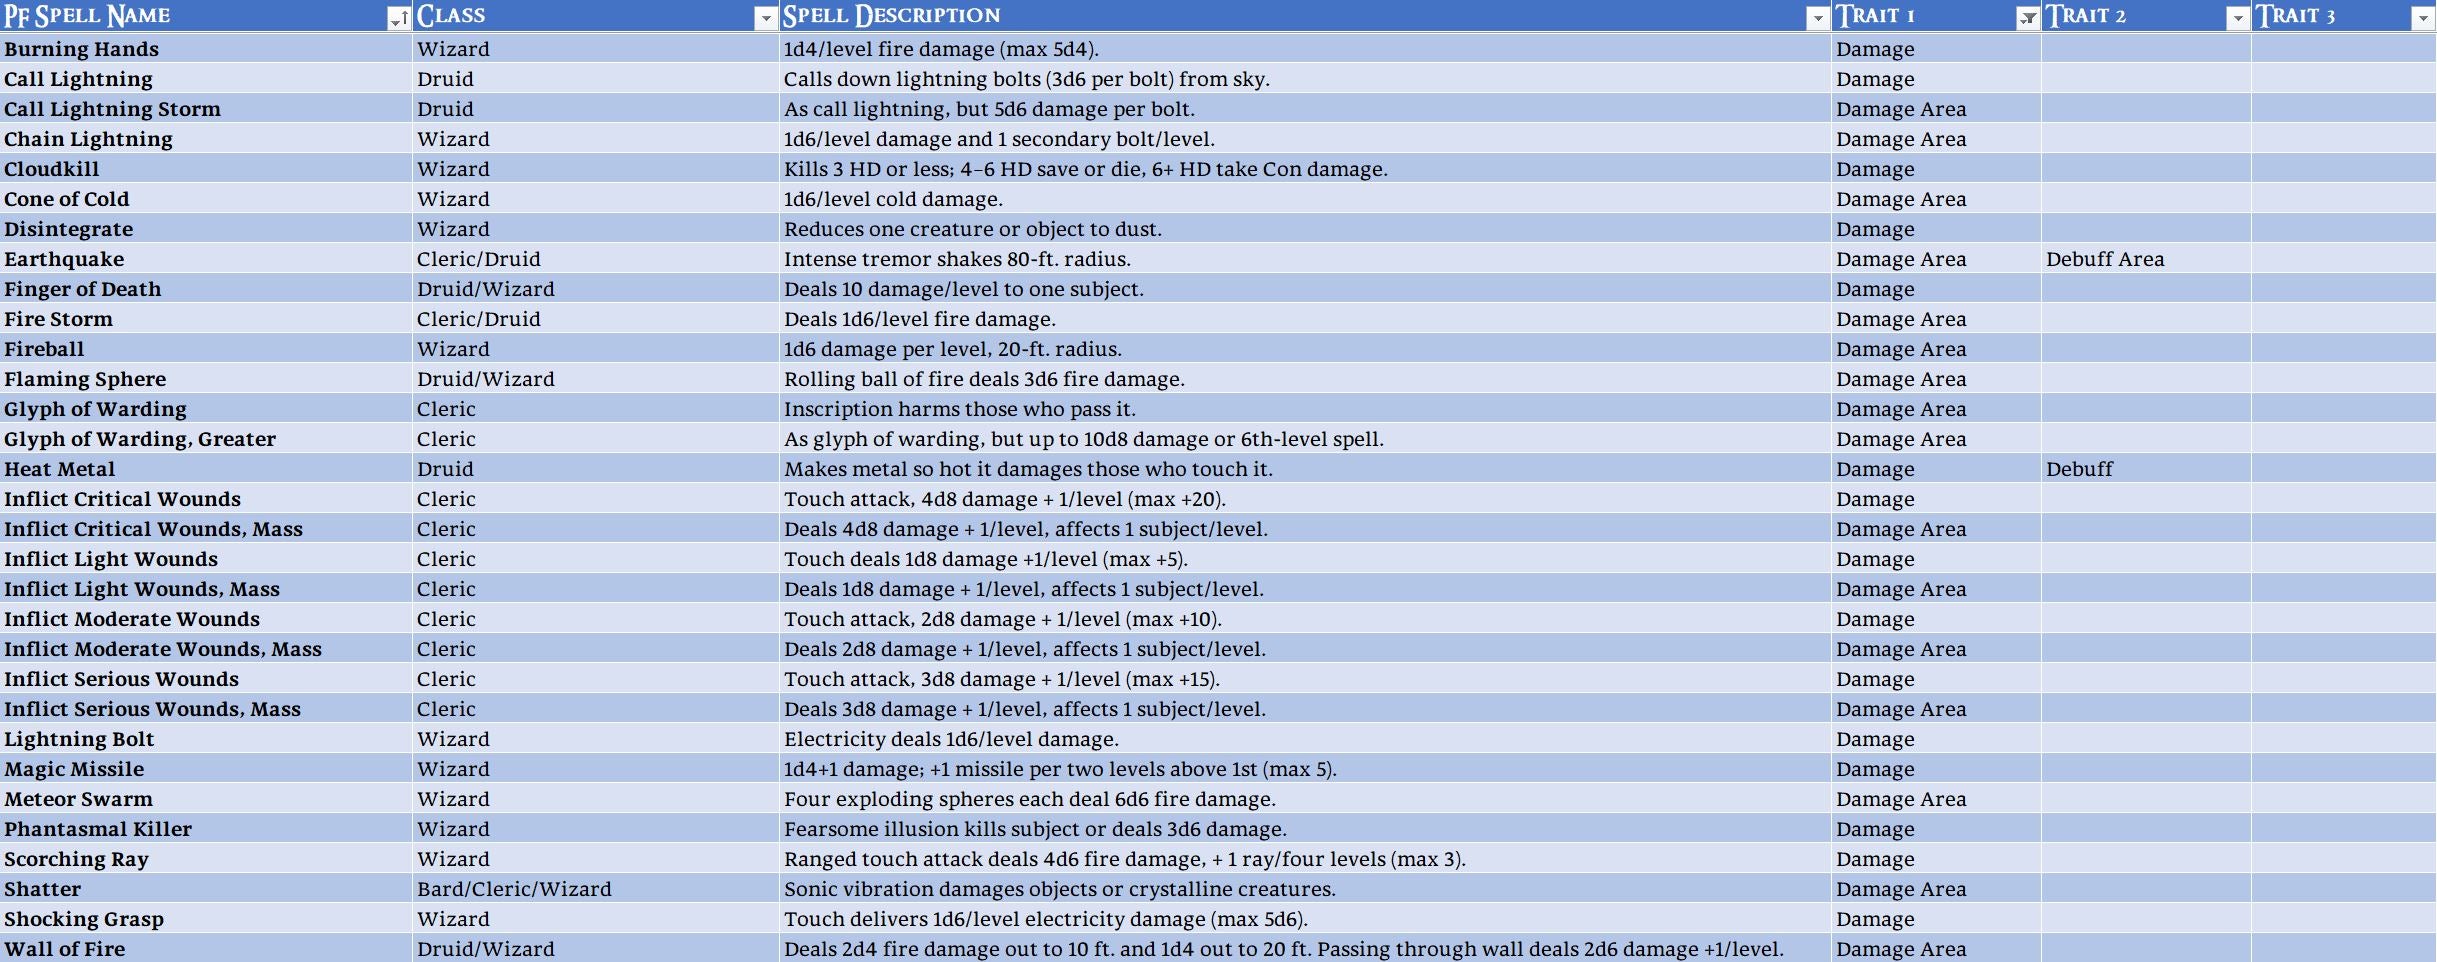 Pf Spell Name Class Spell Description Trait 1 Trait 2 Trait 3
Burning Hands Wizard 1d4/level fire damage (max 5d4). Damage
Call Lightning Druid Calls down lightning bolts (3d6 per bolt) from sky. Damage
Call Lightning Storm Druid As call lightning, but 5d6 damage per bolt. Damage Area
Chain Lightning Wizard 1d6/level damage and 1 secondary bolt/level. Damage Area
Cloudkill Wizard Kills 3 HD or less; 4–6 HD save or die, 6+ HD take Con damage. Damage
Cone of Cold Wizard 1d6/level cold damage. Damage Area
Disintegrate Wizard Reduces one creature or object to dust. Damage
Earthquake Cleric/Druid Intense tremor shakes 80-ft. radius. Damage Area Debuff Area
Finger of Death Druid/Wizard Deals 10 damage/level to one subject. Damage
Fire Storm Cleric/Druid Deals 1d6/level fire damage. Damage Area
Fireball Wizard 1d6 damage per level, 20-ft. radius. Damage Area
Flaming Sphere Druid/Wizard Rolling ball of fire deals 3d6 fire damage. Damage Area
Glyph of Warding Cleric Inscription harms those who pass it. Damage Area
Glyph of Warding, Greater Cleric As glyph of warding, but up to 10d8 damage or 6th-level spell. Damage Area
Heat Metal Druid Makes metal so hot it damages those who touch it. Damage Debuff
Inflict Critical Wounds Cleric Touch attack, 4d8 damage + 1/level (max +20). Damage
Inflict Critical Wounds, Mass Cleric Deals 4d8 damage + 1/level, affects 1 subject/level. Damage Area
Inflict Light Wounds Cleric Touch deals 1d8 damage +1/level (max +5). Damage
Inflict Light Wounds, Mass Cleric Deals 1d8 damage + 1/level, affects 1 subject/level. Damage Area
Inflict Moderate Wounds Cleric Touch attack, 2d8 damage + 1/level (max +10). Damage
Inflict Moderate Wounds, Mass Cleric Deals 2d8 damage + 1/level, affects 1 subject/level. Damage Area
Inflict Serious Wounds Cleric Touch attack, 3d8 damage + 1/level (max +15). Damage
Inflict Serious Wounds, Mass Cleric Deals 3d8 damage + 1/level, affects 1 subject/level. Damage Area
Lightning Bolt Wizard Electricity deals 1d6/level damage. Damage
Magic Missile Wizard 1d4+1 damage; +1 missile per two levels above 1st (max 5). Damage
Meteor Swarm Wizard Four exploding spheres each deal 6d6 fire damage. Damage Area
Phantasmal Killer Wizard Fearsome illusion kills subject or deals 3d6 damage. Damage
Scorching Ray Wizard Ranged touch attack deals 4d6 fire damage, + 1 ray/four levels (max 3). Damage
Shatter Bard/Cleric/Wizard Sonic vibration damages objects or crystalline creatures. Damage Area
Shocking Grasp Wizard Touch delivers 1d6/level electricity damage (max 5d6). Damage
Wall of Fire Druid/Wizard Deals 2d4 fire damage out to 10 ft. and 1d4 out to 20 ft. Passing through wall deals 2d6 damage +1/level. Damage Area